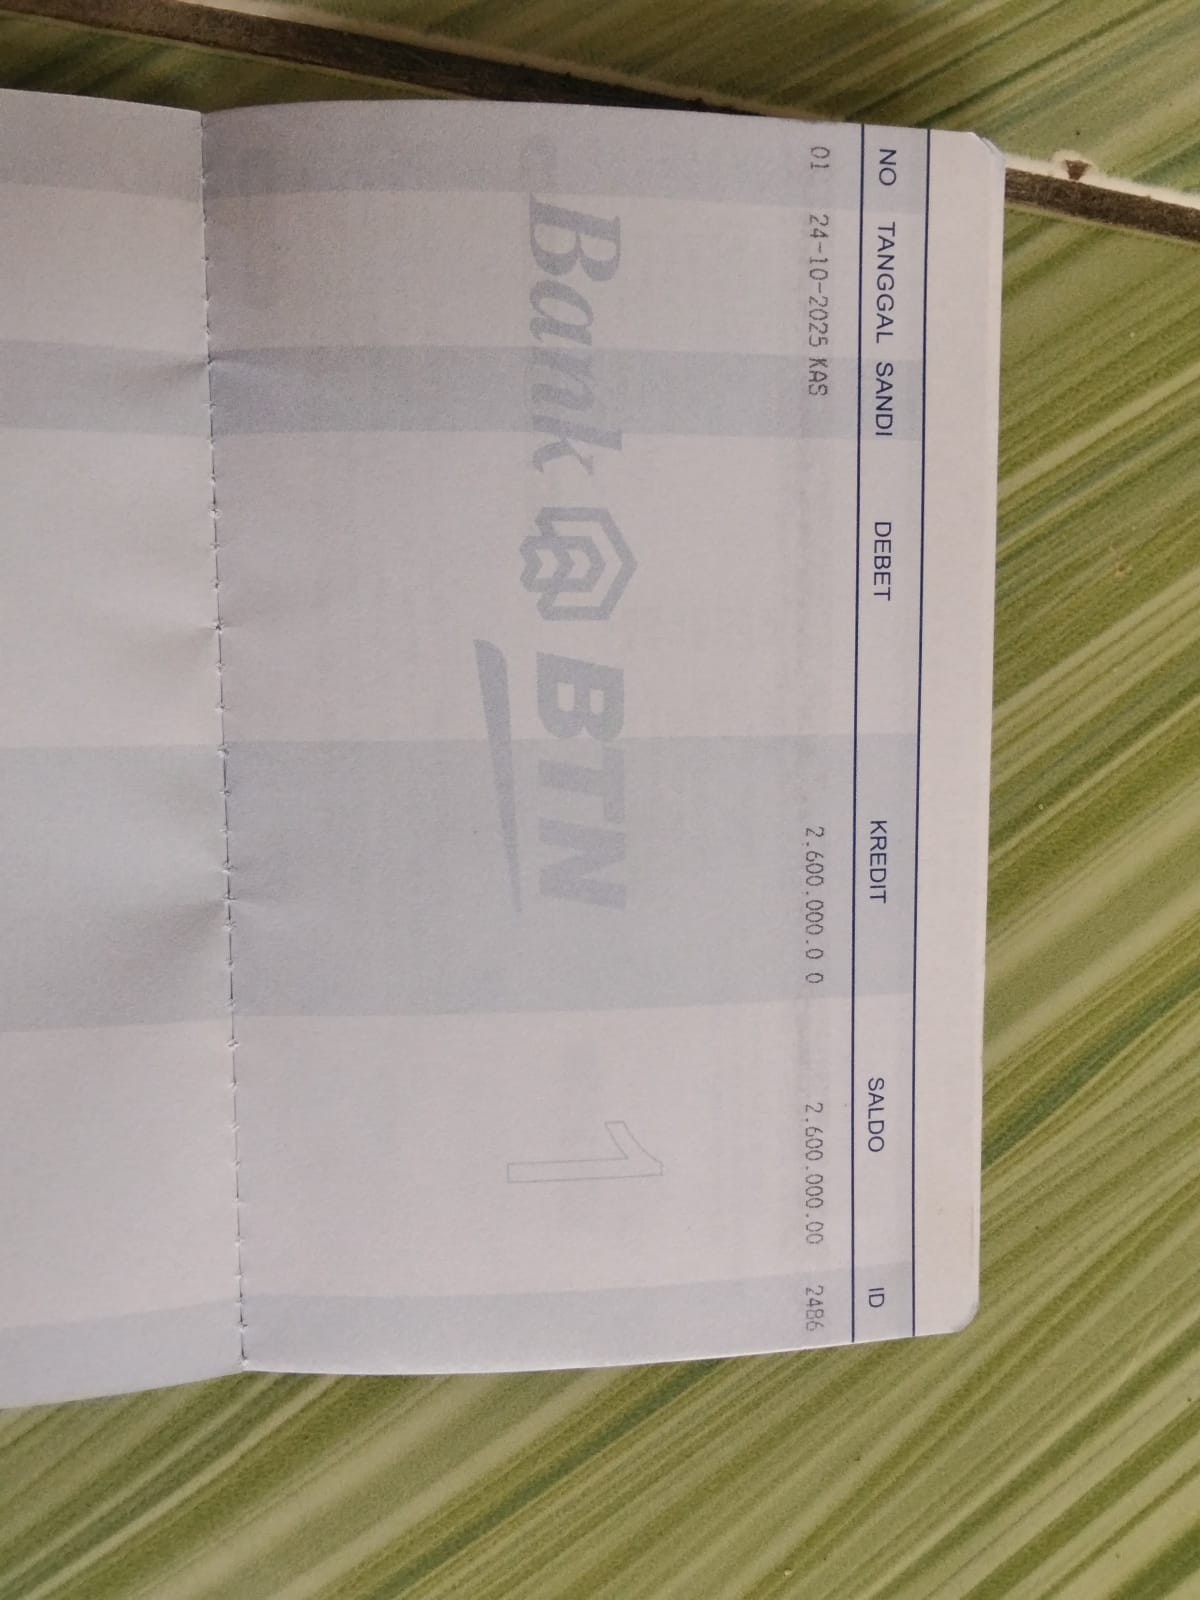 NO TANGGAL SANDI DEBET KREDIT SALDO ID
01 24-10-2025 KAS 2.600.000.0 0 2.600.000.00 2486
Bank BTN
1